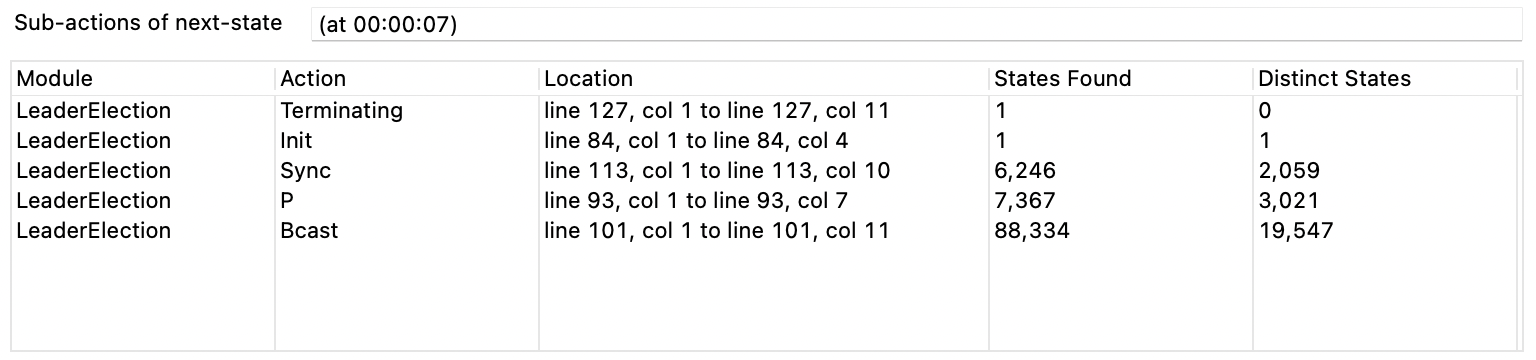 Sub-actions of next-state (at 00:00:07)
Module Action Location States Found Distinct States
LeaderElection Terminating line 127, col 1 to line 127, col 11 1 0
LeaderElection Init line 84, col 1 to line 84, col 4 1 1
LeaderElection Sync line 113, col 1 to line 113, col 10 6,246 2,059
LeaderElection P line 93, col 1 to line 93, col 7 7,367 3,021
LeaderElection Bcast line 101, col 1 to line 101, col 11 88,334 19,547